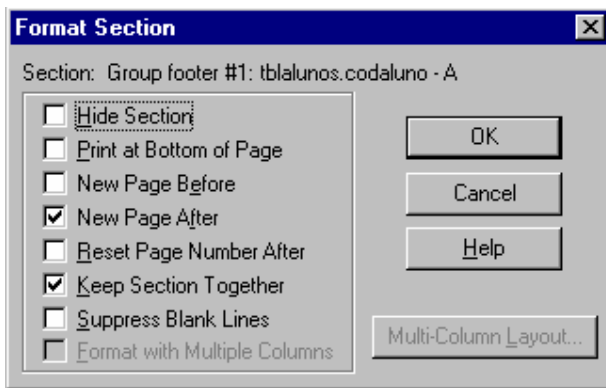 Format Section
Section: Group footer #1: tblalunos.codaluno - A
Hide Section
Print at Bottom of Page
New Page Before
New Page After
Reset Page Number After
Keep Section Together
Suppress Blank Lines
Format with Multiple Columns
OK
Cancel
Help
Multi-Column Layout...